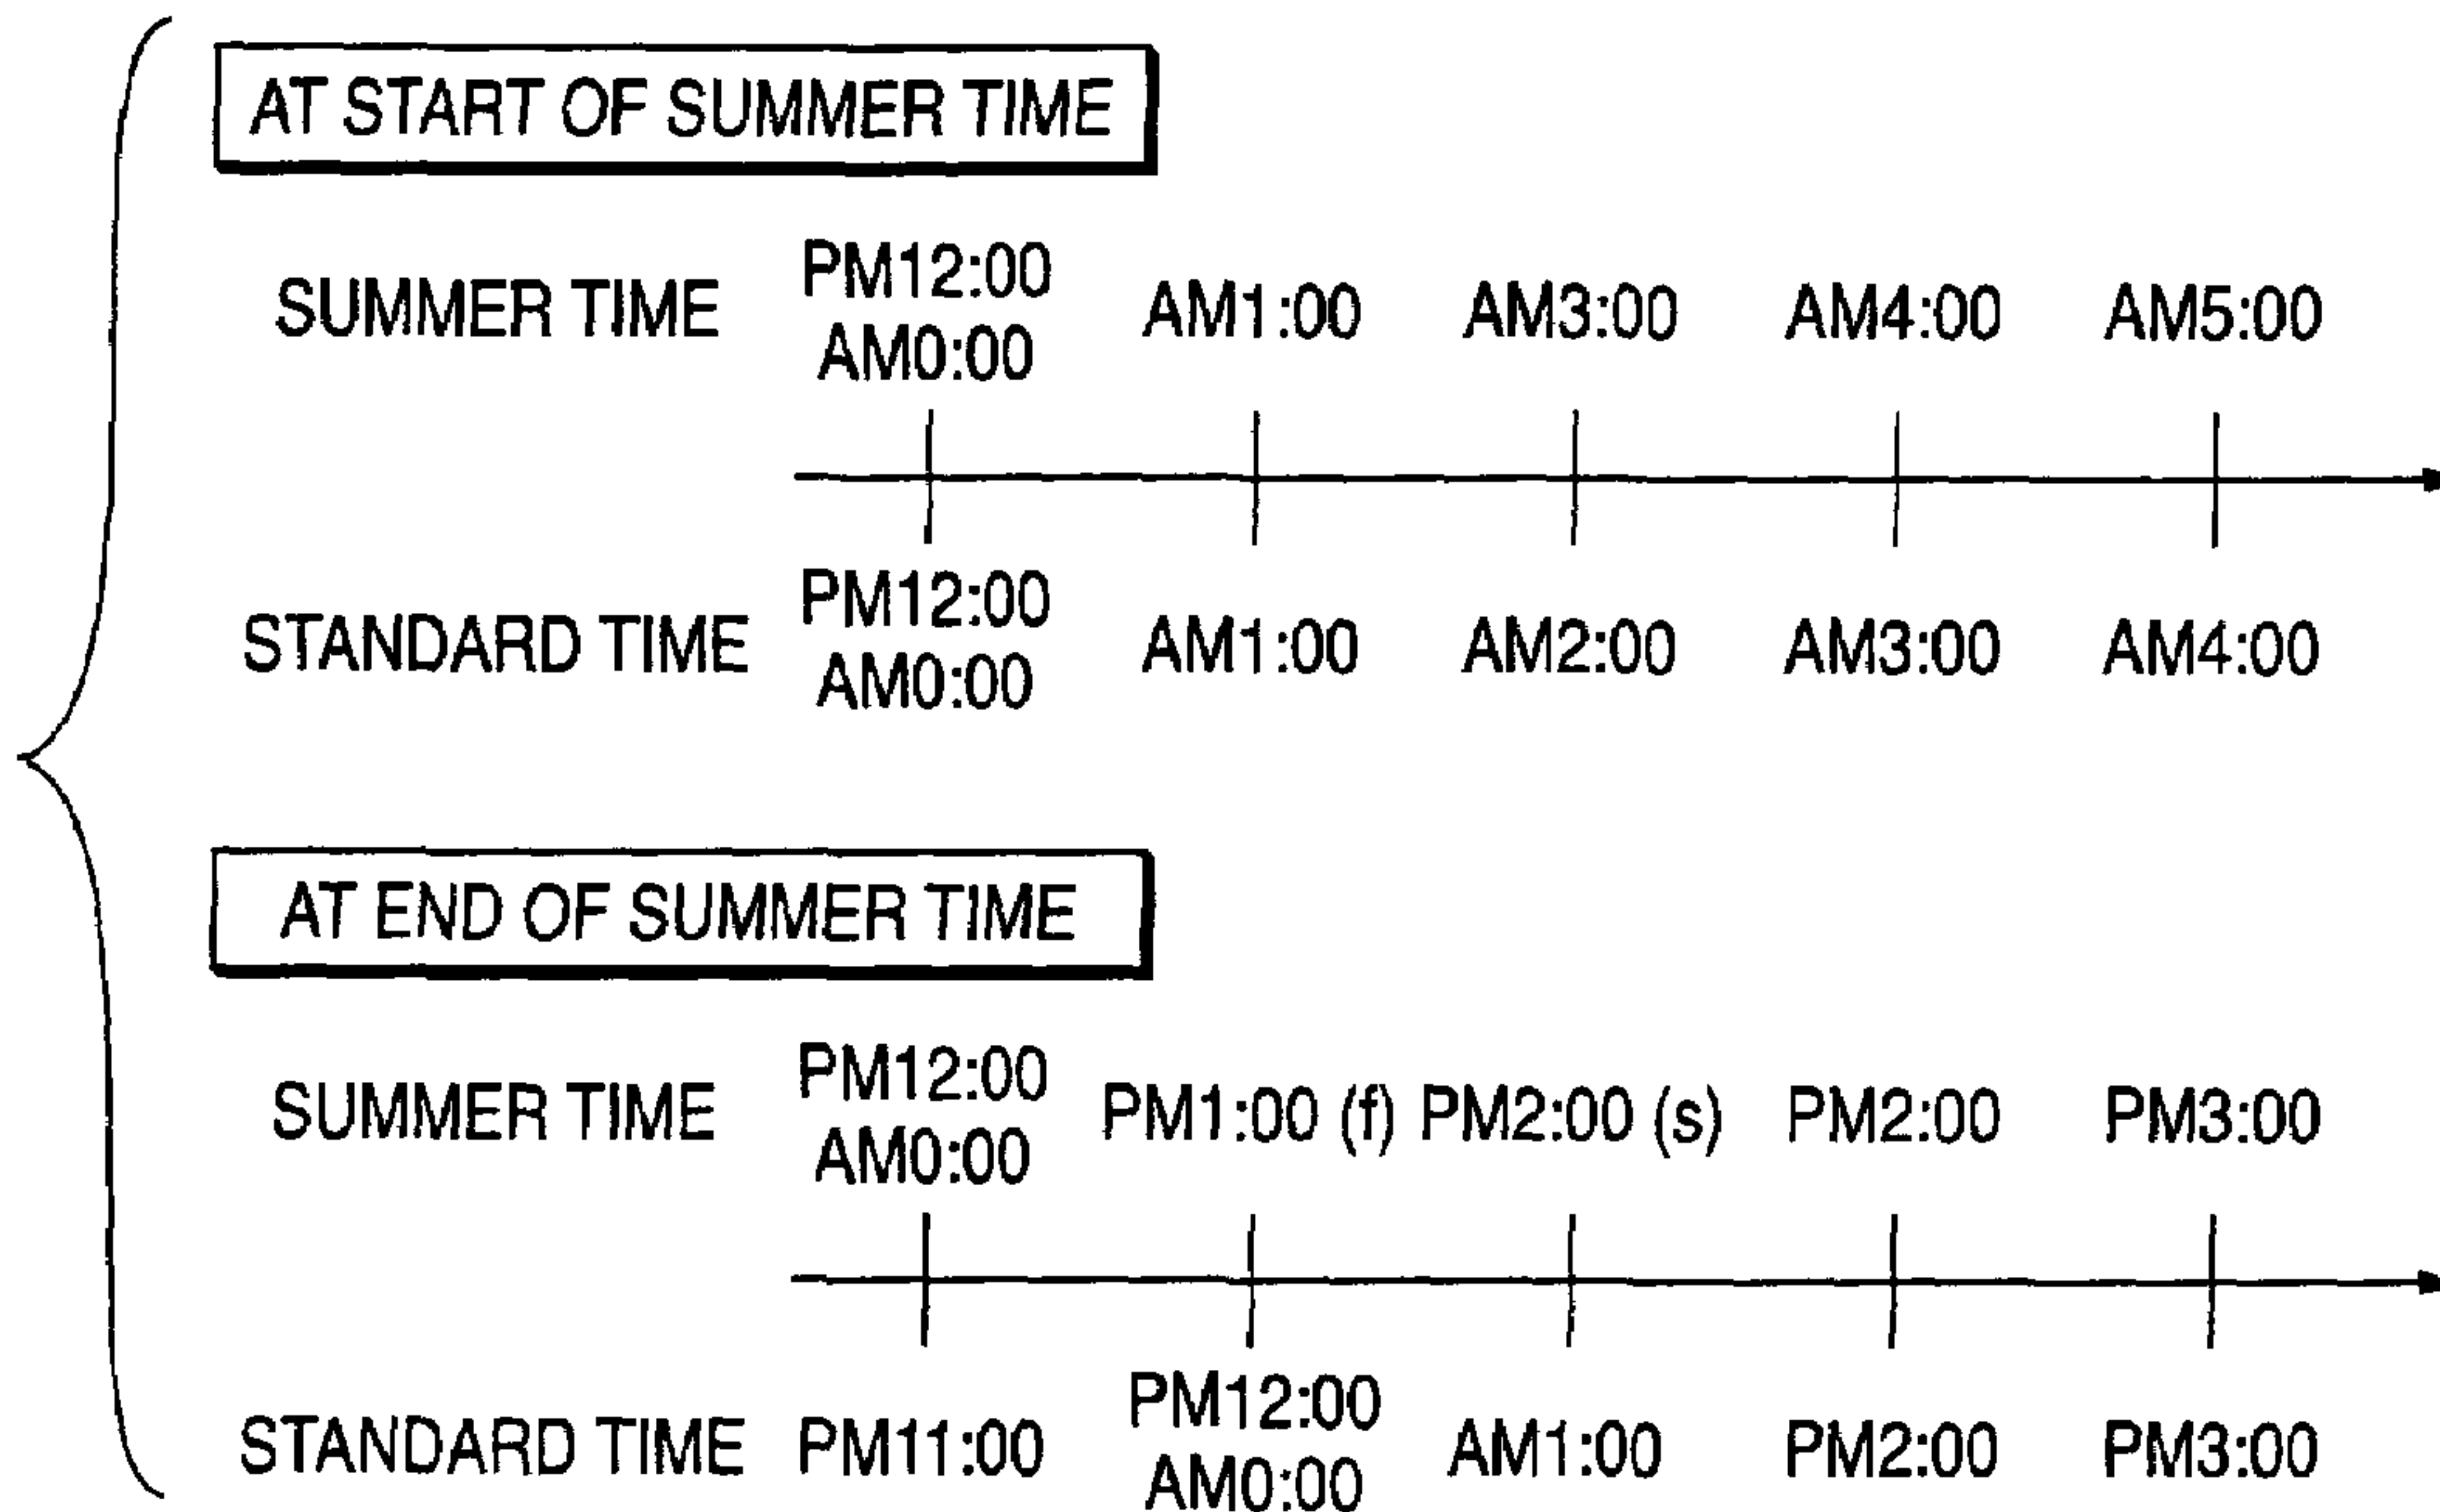 AT START OF SUMMER TIME
SUMMER TIME
PM12:00
AM0:00
AM1:00
AM3:00
AM4:00
AM5:00
STANDARD TIME
PM12:00
AM0:00
AM1:00
AM2:00
AM3:00
AM4:00
AT END OF SUMMER TIME
SUMMER TIME
PM12:00
AM0:00
PM1:00 (f)
PM2:00 (s)
PM2:00
PM3:00
STANDARD TIME
PM11:00
PM12:00
AM0:00
AM1:00
PM2:00
PM3:00